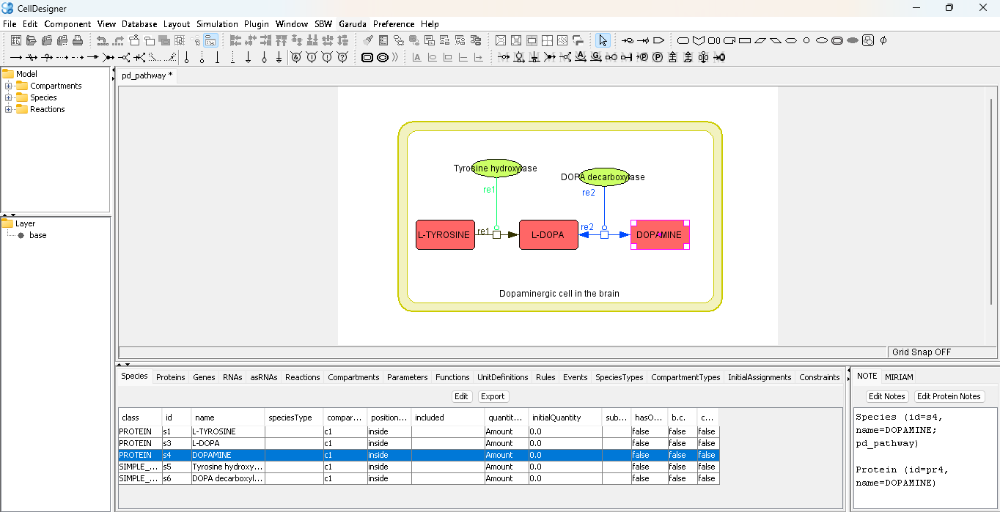 CellDesigner
File Edit Component View Database Layout Simulation Plugin Window SBW Garuda Preference Help
Model
Compartments
Species
Reactions
Layer
base
pd_pathway *
Tyrosine hydroxylase
DOPA decarboxylase
re1
re2
L-TYROSINE
re1
L-DOPA
re2
DOPAMINE
Dopaminergic cell in the brain
Grid Snap OFF
Species Proteins Genes RNAs asRNAs Reactions Compartments Parameters Functions UnitDefinitions Rules Events SpeciesTypes CompartmentTypes InitialAssignments Constraints
Edit Export
class id name speciesType compar... position... included quantit... initialQuantity sub... hasO... b.c. c...
PROTEIN s1 L-TYROSINE c1 inside Amount 0.0 false false false
PROTEIN s3 L-DOPA c1 inside Amount 0.0 false false false
PROTEIN s4 DOPAMINE c1 inside Amount 0.0 false false false
SIMPLE_... s5 Tyrosine hydroxy... c1 inside Amount 0.0 false false false
SIMPLE_... s6 DOPA decarboxyl... c1 inside Amount 0.0 false false false
NOTE MIRIAM
Edit Notes Edit Protein Notes
Species (id=s4,
name=DOPAMINE;
pd_pathway)
Protein (id=pr4,
name=DOPAMINE)